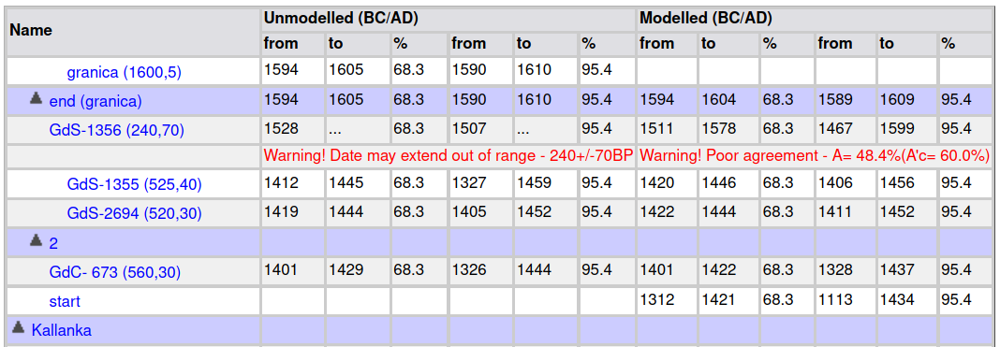 Name Unmodelled (BC/AD) Modelled (BC/AD)
from to % from to % from to % from to %
granica (1600,5) 1594 1605 68.3 1590 1610 95.4
end (granica) 1594 1605 68.3 1590 1610 95.4 1594 1604 68.3 1589 1609 95.4
GdS-1356 (240,70) 1528 ... 68.3 1507 ... 95.4 1511 1578 68.3 1467 1599 95.4
Warning! Date may extend out of range - 240+/-70BP Warning! Poor agreement - A= 48.4%(A'c= 60.0%)
GdS-1355 (525,40) 1412 1445 68.3 1327 1459 95.4 1420 1446 68.3 1406 1456 95.4
GdS-2694 (520,30) 1419 1444 68.3 1405 1452 95.4 1422 1444 68.3 1411 1452 95.4
2
GdC- 673 (560,30) 1401 1429 68.3 1326 1444 95.4 1401 1422 68.3 1328 1437 95.4
start 1312 1421 68.3 1113 1434 95.4
Kallanka